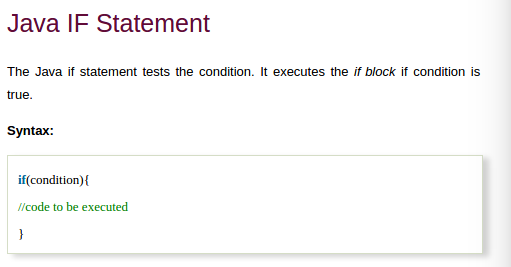 Java IF Statement
The Java if statement tests the condition. It executes the if block if condition is
true.
Syntax:
if(condition){
//code to be executed
}